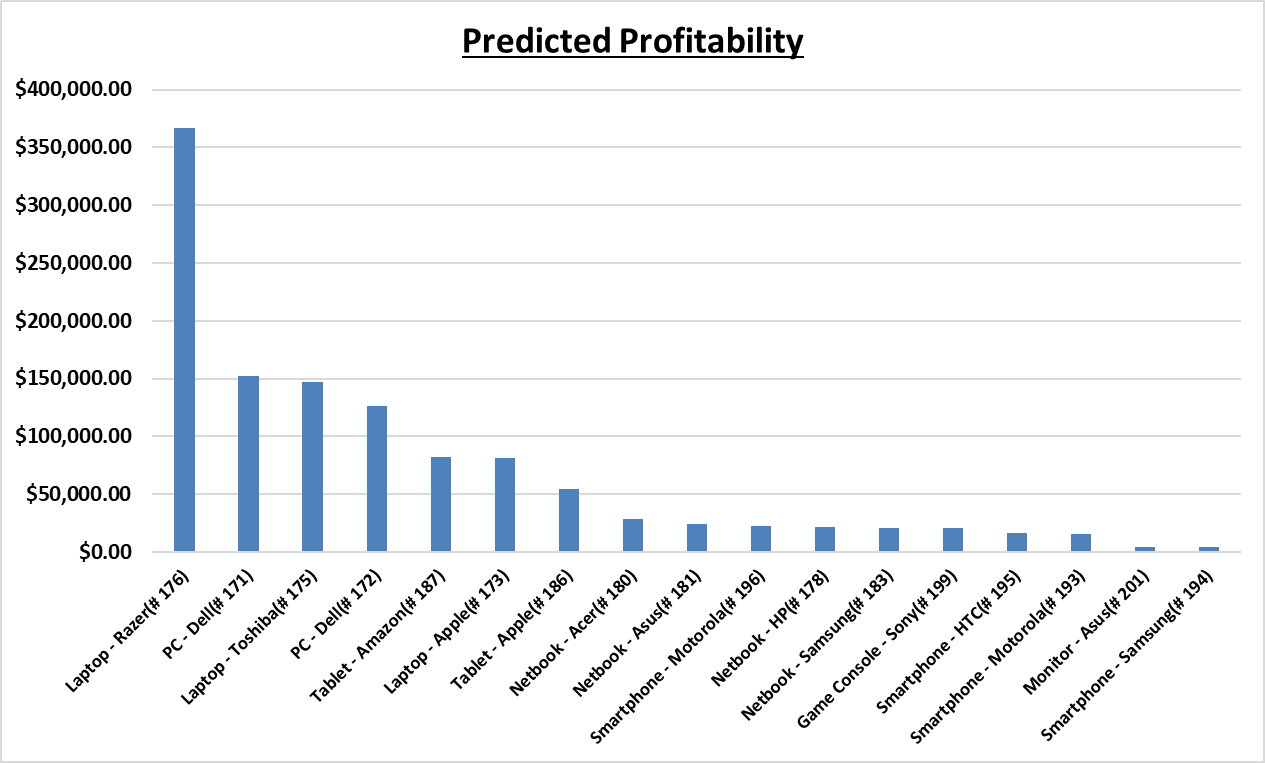 Predicted Profitability
$400,000.00
$350,000.00
$300,000.00
$250,000.00
$200,000.00
$150,000.00
$100,000.00
$50,000.00
$0.00
Laptop - Razer(# 176)
PC - Dell(# 171)
Laptop - Toshiba(# 175)
PC - Dell(# 172)
Tablet - Amazon(# 187)
Laptop - Apple(# 173)
Tablet - Apple(# 186)
Netbook - Acer(# 180)
Netbook - Asus(# 181)
Smartphone - Motorola(# 196)
Netbook - HP(# 178)
Netbook - Samsung(# 183)
Game Console - Sony(# 199)
Smartphone - HTC(# 195)
Smartphone - Motorola(# 193)
Monitor - Asus(# 201)
Smartphone - Samsung(# 194)